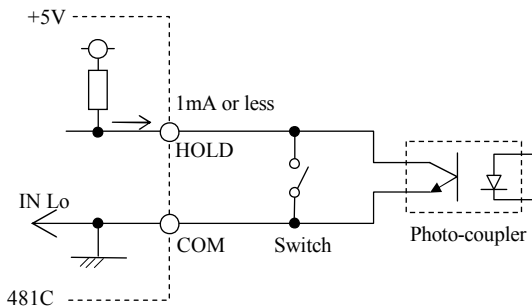 +5V
1mA or less
HOLD
IN Lo
COM
Switch
Photo-coupler
481C